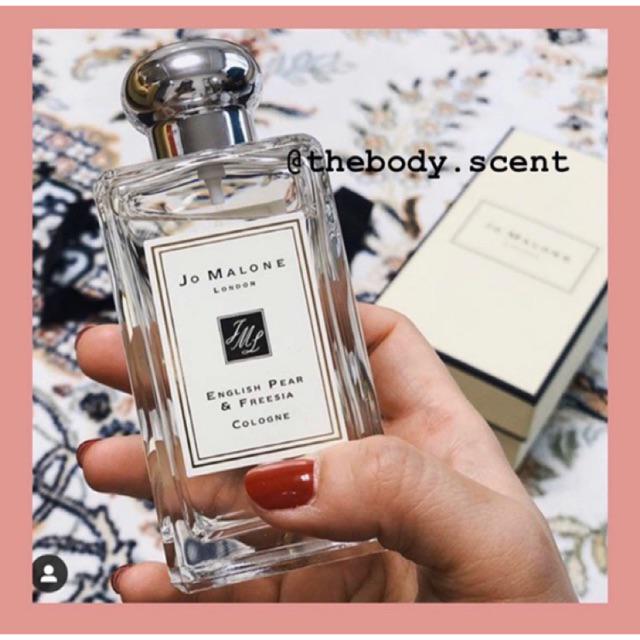 @thebody.scent
JO MALONE
LONDON
JML
ENGLISH PEAR
& FREESIA
COLOGNE
JO MALONE
LONDON